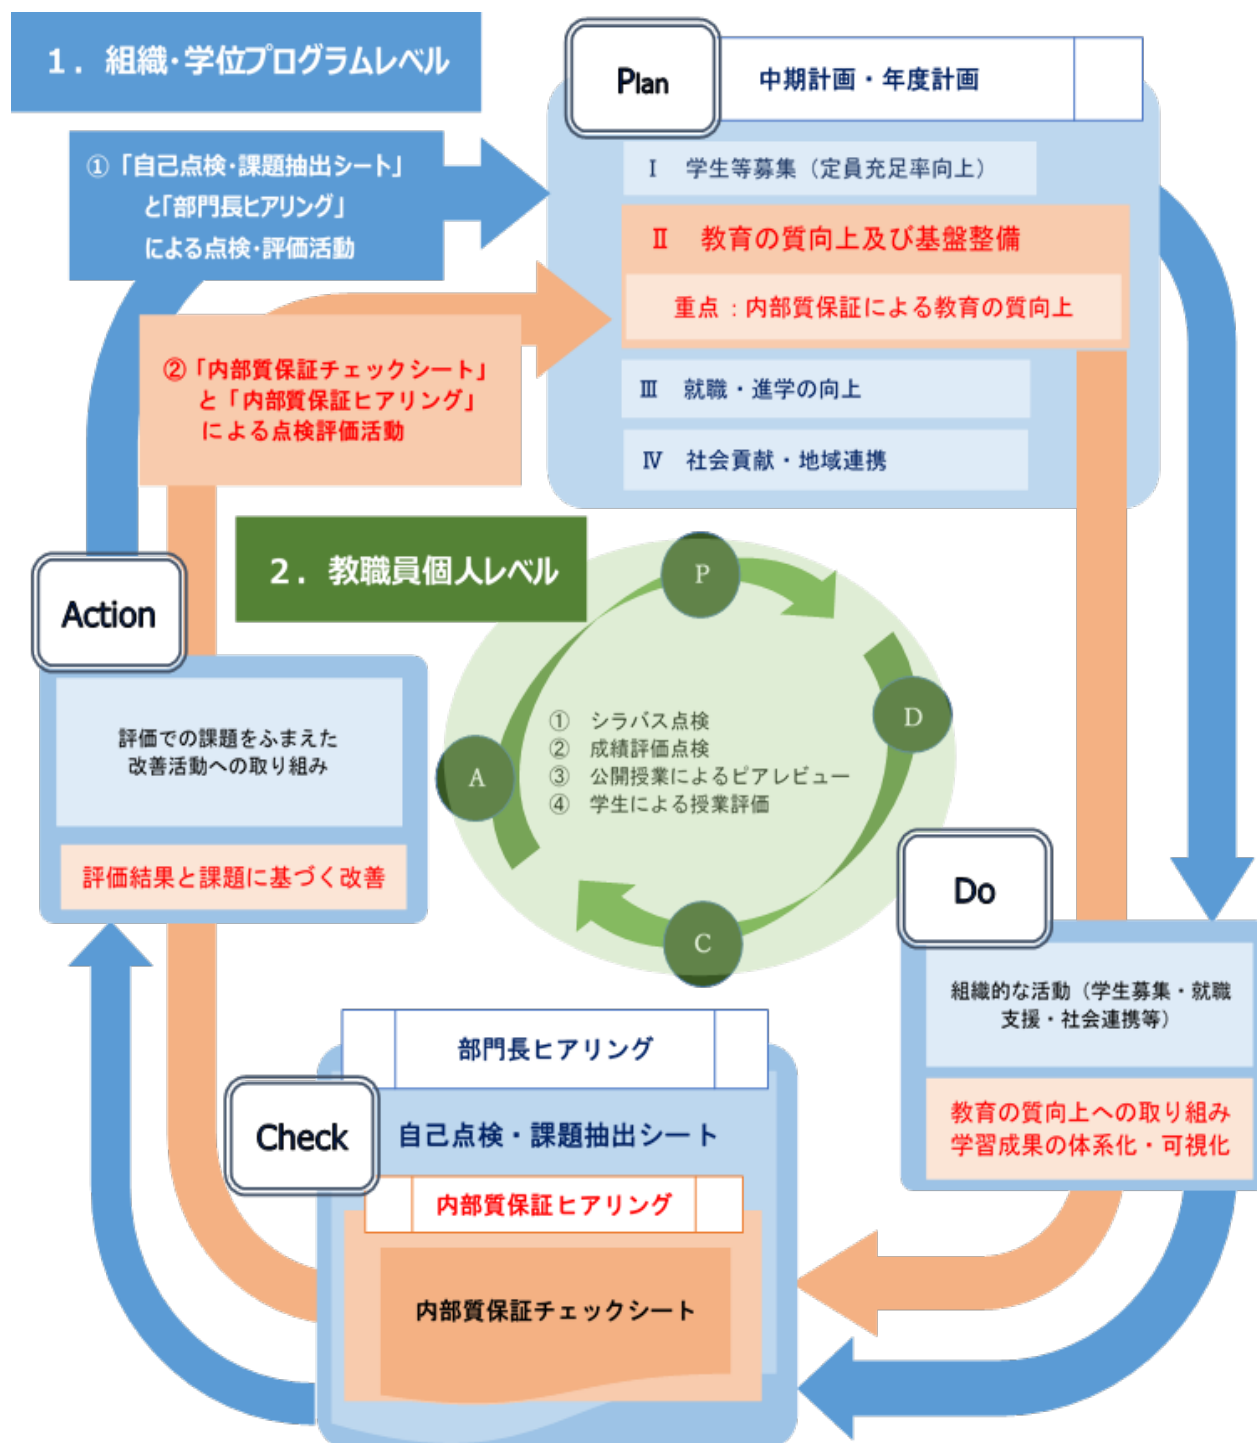 1．組織・学位プログラムレベル
Plan
中期計画・年度計画
①「自己点検・課題抽出シート」
と「部門長ヒアリング」
による点検・評価活動
Ⅰ 学生等募集（定員充足率向上）
Ⅱ 教育の質向上及び基盤整備
重点：内部質保証による教育の質向上
Ⅲ 就職・進学の向上
Ⅳ 社会貢献・地域連携
②「内部質保証チェックシート」
と「内部質保証ヒアリング」
による点検評価活動
2．教職員個人レベル
P
D
C
A
① シラバス点検
② 成績評価点検
③ 公開授業によるピアレビュー
④ 学生による授業評価
Action
評価での課題をふまえた
改善活動への取り組み
評価結果と課題に基づく改善
Do
組織的な活動（学生募集・就職
支援・社会連携等）
教育の質向上への取り組み
学習成果の体系化・可視化
Check
部門長ヒアリング
自己点検・課題抽出シート
内部質保証ヒアリング
内部質保証チェックシート